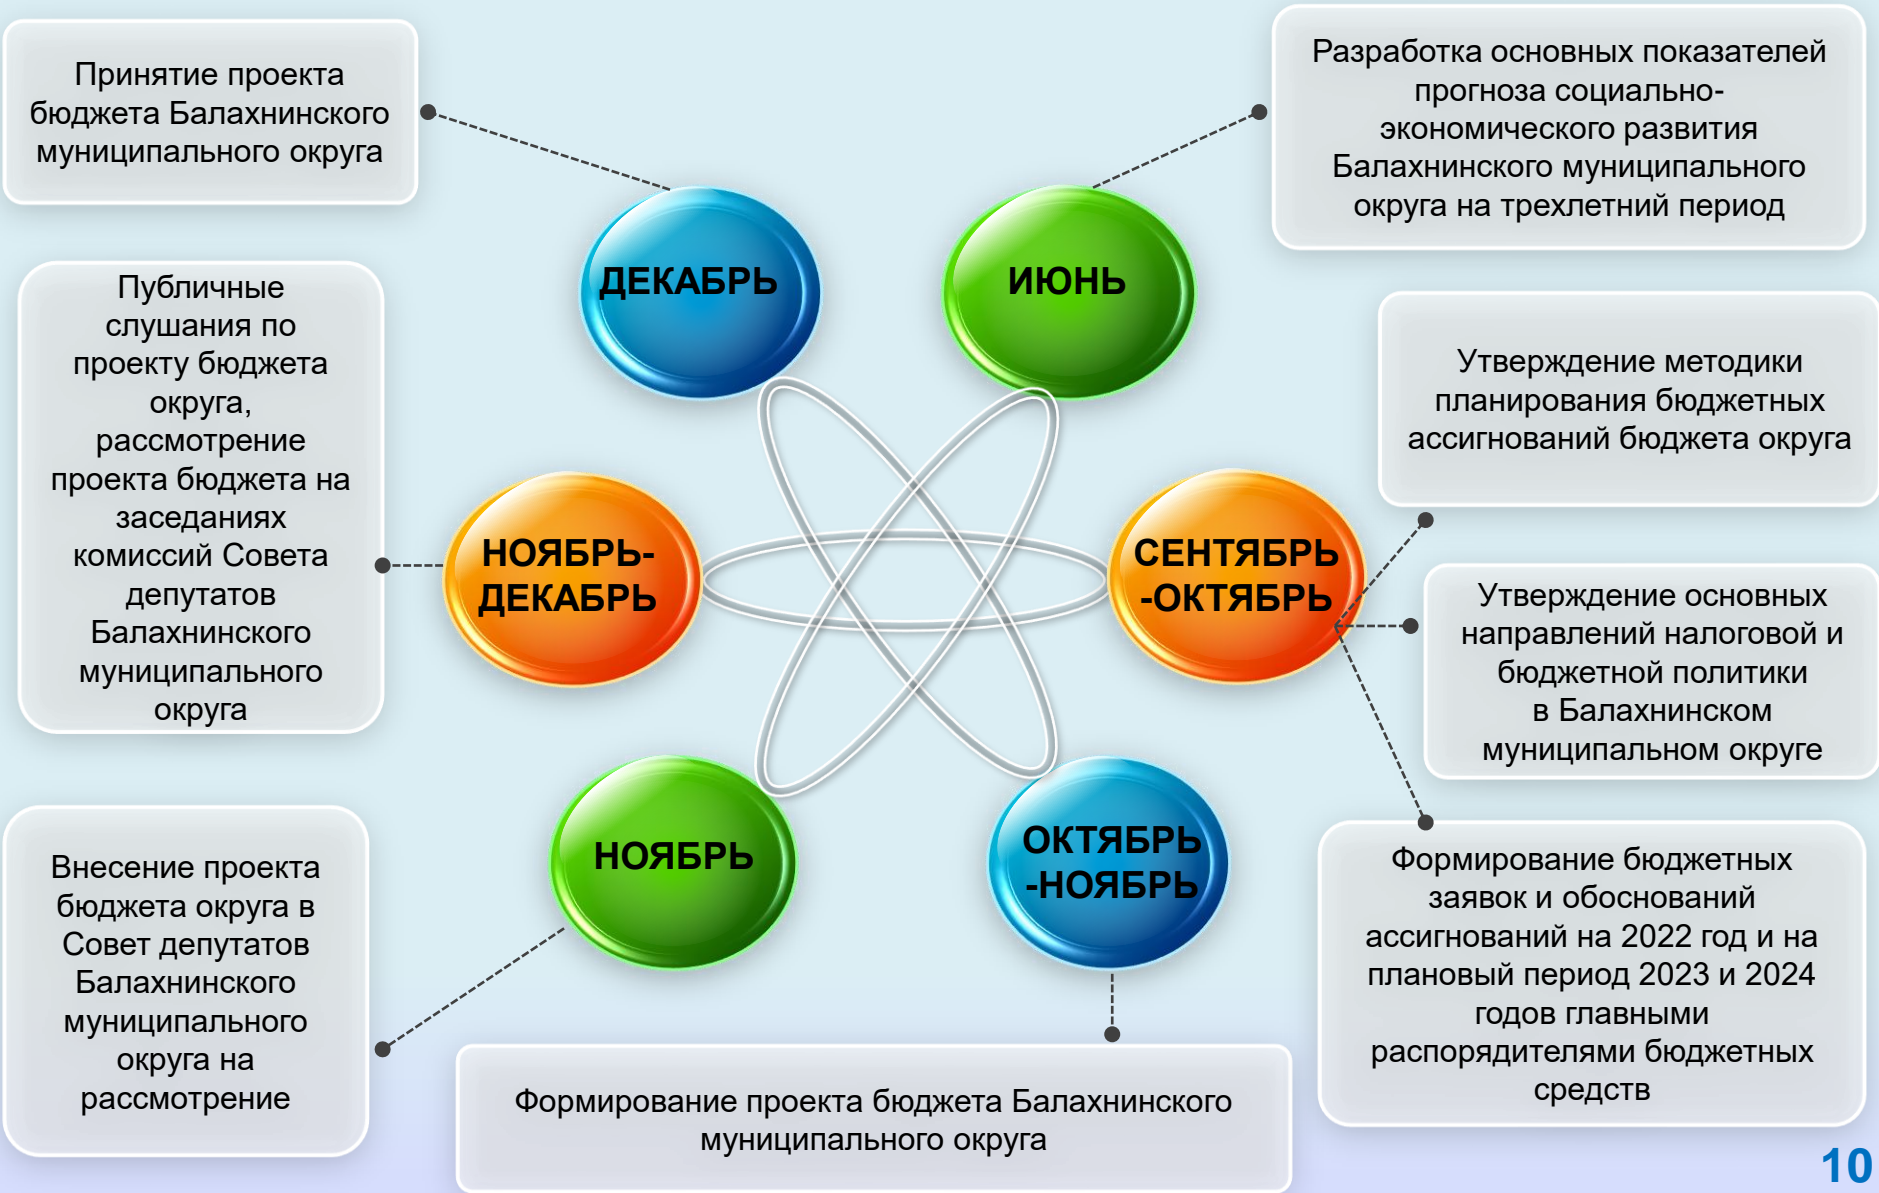 Принятие проекта
бюджета Балахнинского
муниципального округа
Разработка основных показателей
прогноза социально-
экономического развития
Балахнинского муниципального
округа на трехлетний период
ДЕКАБРЬ
ИЮНЬ
Публичные
слушания по
проекту бюджета
округа,
рассмотрение
проекта бюджета на
заседаниях
комиссий Совета
депутатов
Балахнинского
муниципального
округа
Утверждение методики
планирования бюджетных
ассигнований бюджета округа
НОЯБРЬ-
ДЕКАБРЬ
СЕНТЯБРЬ
-ОКТЯБРЬ
Утверждение основных
направлений налоговой и
бюджетной политики
в Балахнинском
муниципальном округе
НОЯБРЬ
ОКТЯБРЬ
-НОЯБРЬ
Внесение проекта
бюджета округа в
Совет депутатов
Балахнинского
муниципального
округа на
рассмотрение
Формирование бюджетных
заявок и обоснований
ассигнований на 2022 год и на
плановый период 2023 и 2024
годов главными
распорядителями бюджетных
средств
Формирование проекта бюджета Балахнинского
муниципального округа
10